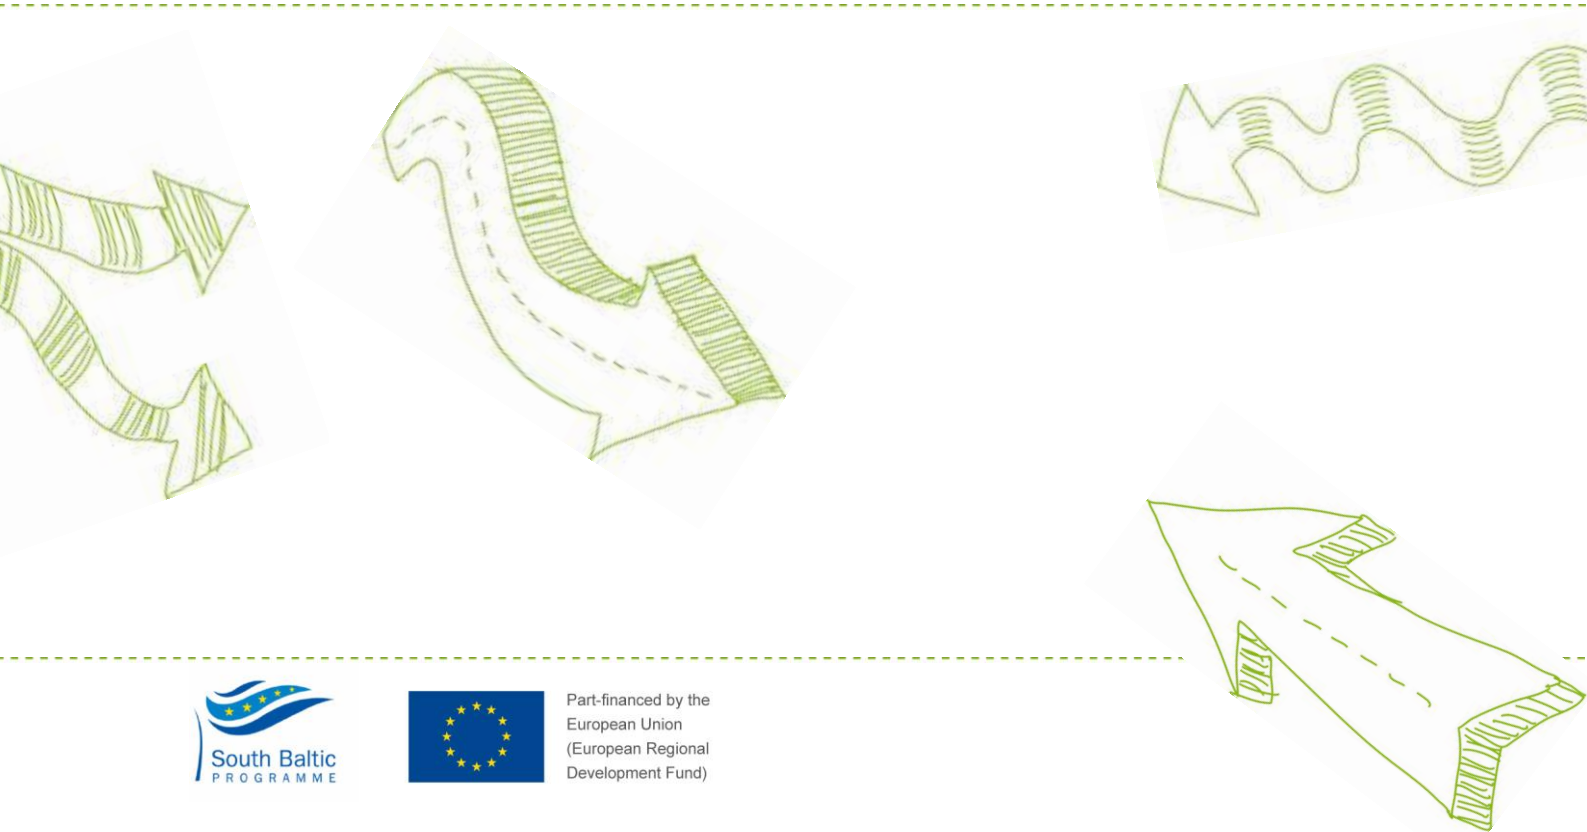 South Baltic
PROGRAMME
Part-financed by the
European Union
(European Regional
Development Fund)